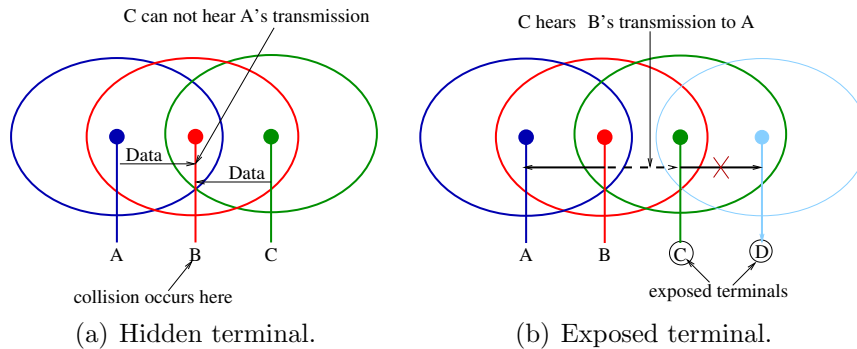 C can not hear A's transmission
Data
Data
A
B
C
collision occurs here
(a) Hidden terminal.
C hears B's transmission to A
A
B
C
D
exposed terminals
(b) Exposed terminal.